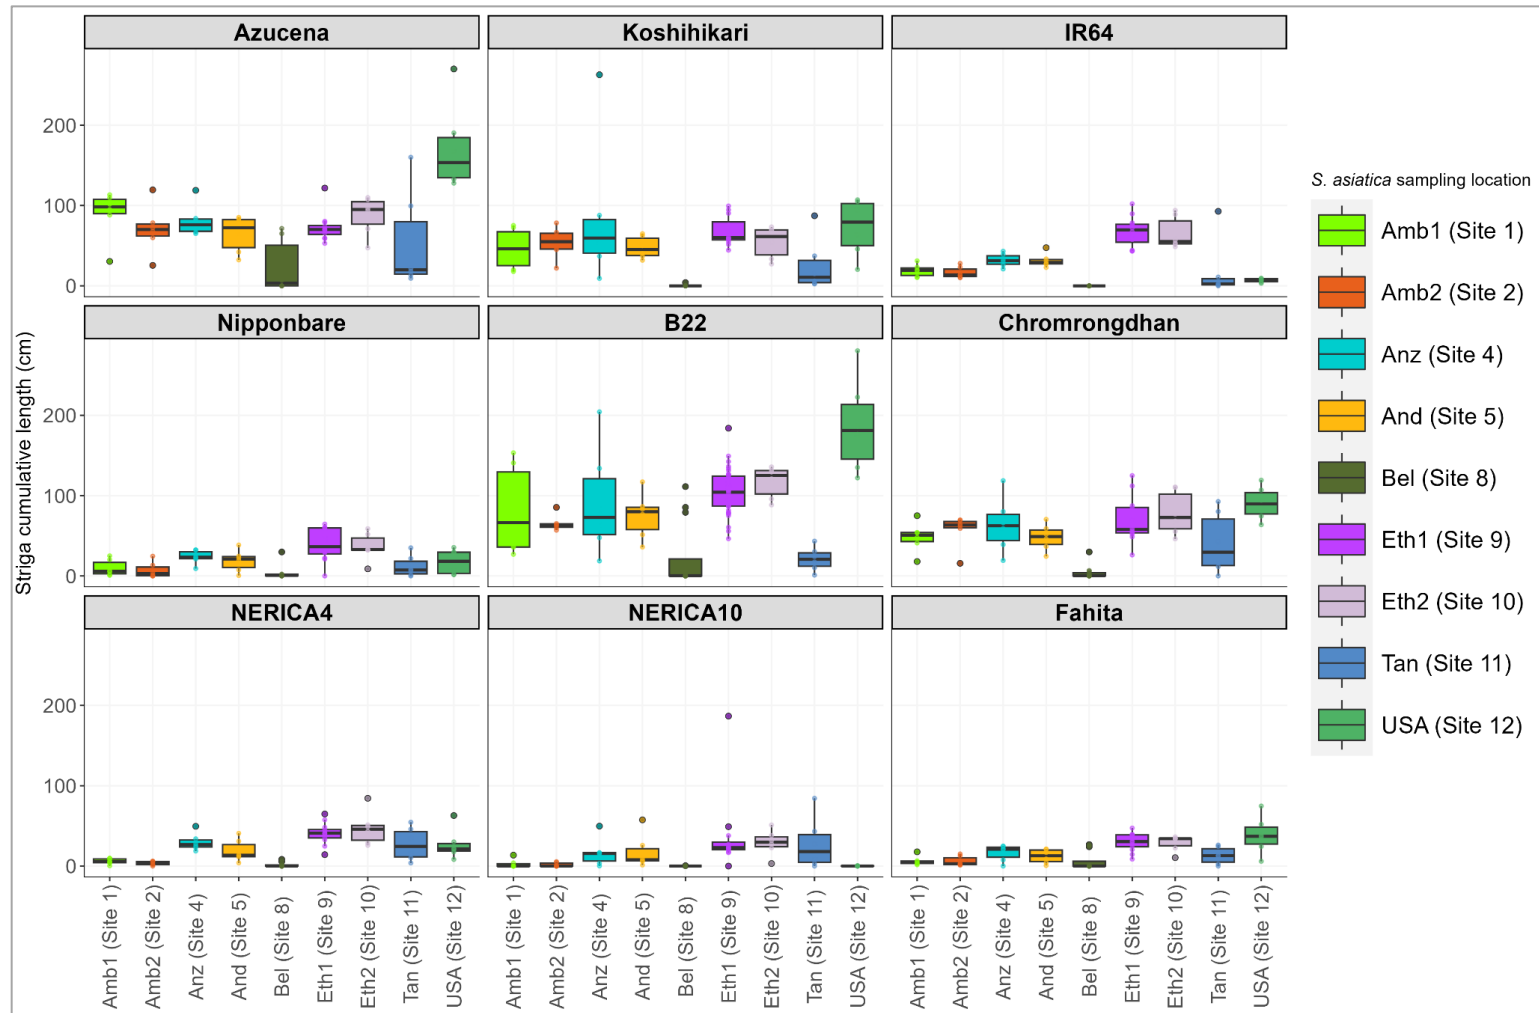 Azucena
Koshihikari
IR64
200
100
0
Nipponbare
B22
Chromrongdhan
200
100
0
NERICA4
NERICA10
Fahita
200
100
0
Striga cumulative length (cm)
Amb1 (Site 1)
Amb2 (Site 2)
Anz (Site 4)
And (Site 5)
Bel (Site 8)
Eth1 (Site 9)
Eth2 (Site 10)
Tan (Site 11)
USA (Site 12)
Amb1 (Site 1)
Amb2 (Site 2)
Anz (Site 4)
And (Site 5)
Bel (Site 8)
Eth1 (Site 9)
Eth2 (Site 10)
Tan (Site 11)
USA (Site 12)
Amb1 (Site 1)
Amb2 (Site 2)
Anz (Site 4)
And (Site 5)
Bel (Site 8)
Eth1 (Site 9)
Eth2 (Site 10)
Tan (Site 11)
USA (Site 12)
S. asiatica sampling location
Amb1 (Site 1)
Amb2 (Site 2)
Anz (Site 4)
And (Site 5)
Bel (Site 8)
Eth1 (Site 9)
Eth2 (Site 10)
Tan (Site 11)
USA (Site 12)